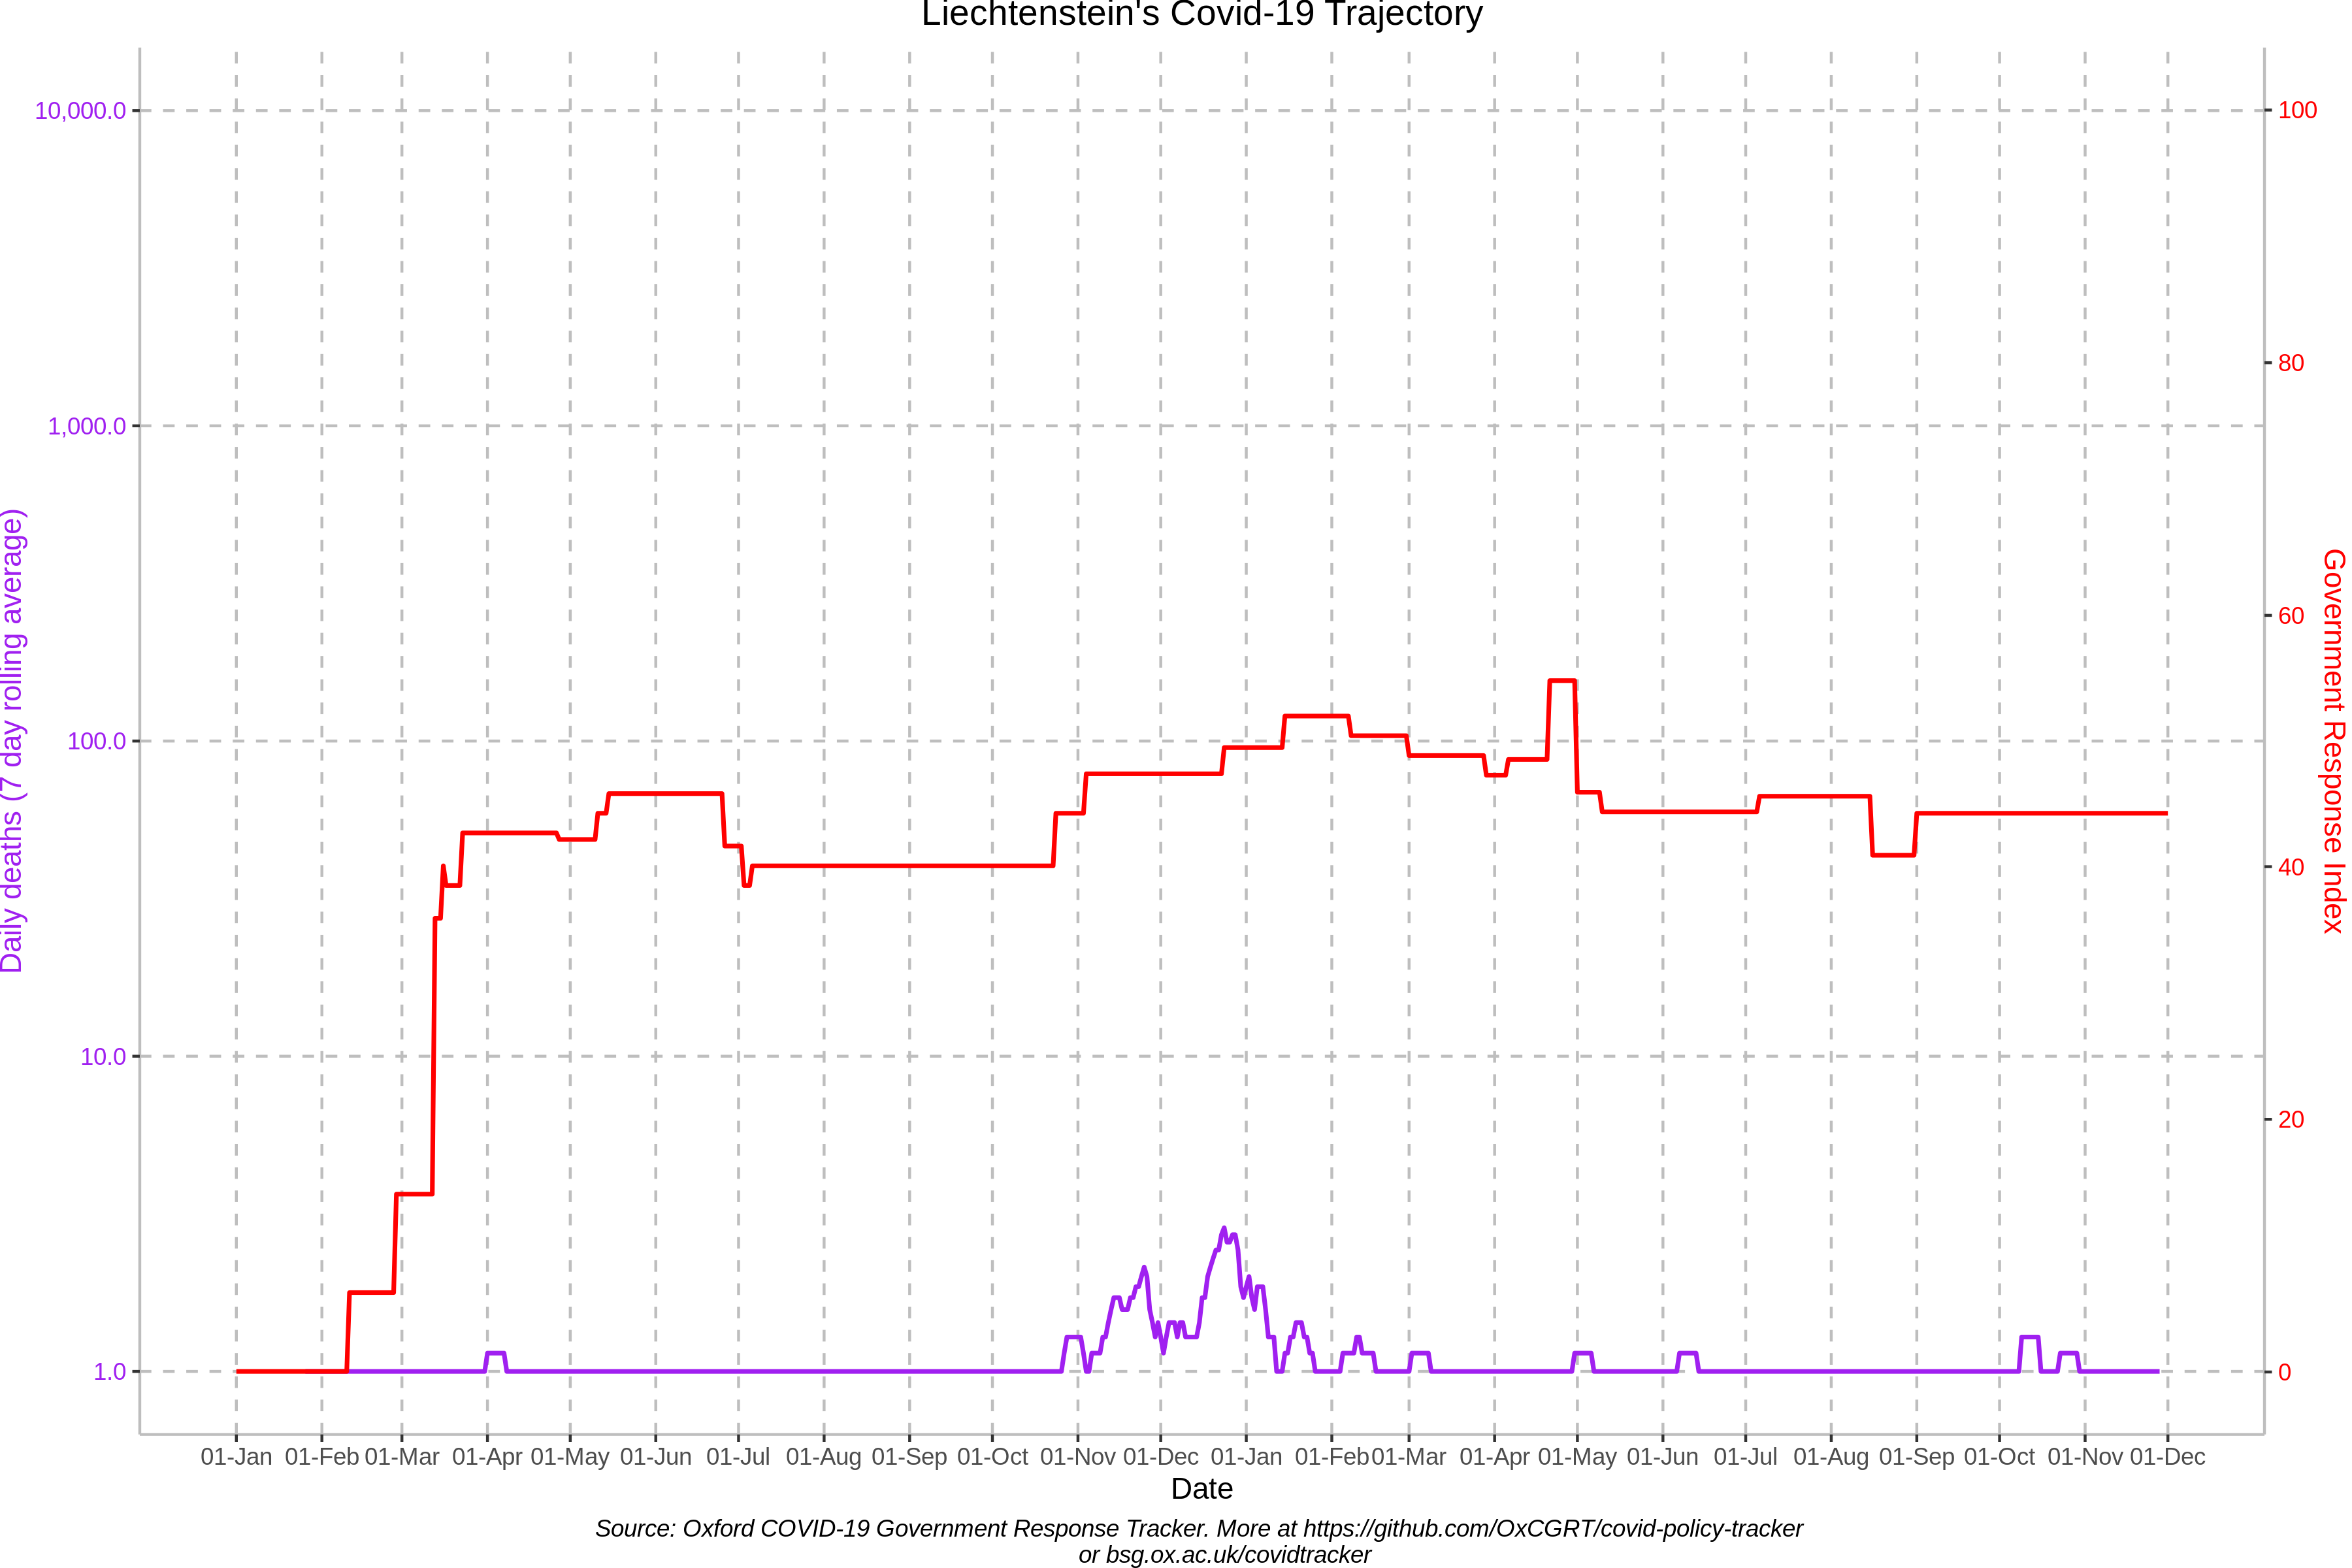 Liechtenstein's Covid-19 Trajectory
10,000.0
1,000.0
100.0
10.0
1.0
Daily deaths (7 day rolling average)
100
80
60
40
20
0
Government Response Index
01-Jan 01-Feb 01-Mar 01-Apr 01-May 01-Jun 01-Jul 01-Aug 01-Sep 01-Oct 01-Nov 01-Dec 01-Jan 01-Feb 01-Mar 01-Apr 01-May 01-Jun 01-Jul 01-Aug 01-Sep 01-Oct 01-Nov 01-Dec
Date
Source: Oxford COVID-19 Government Response Tracker. More at https://github.com/OxCGRT/covid-policy-tracker
or bsg.ox.ac.uk/covidtracker